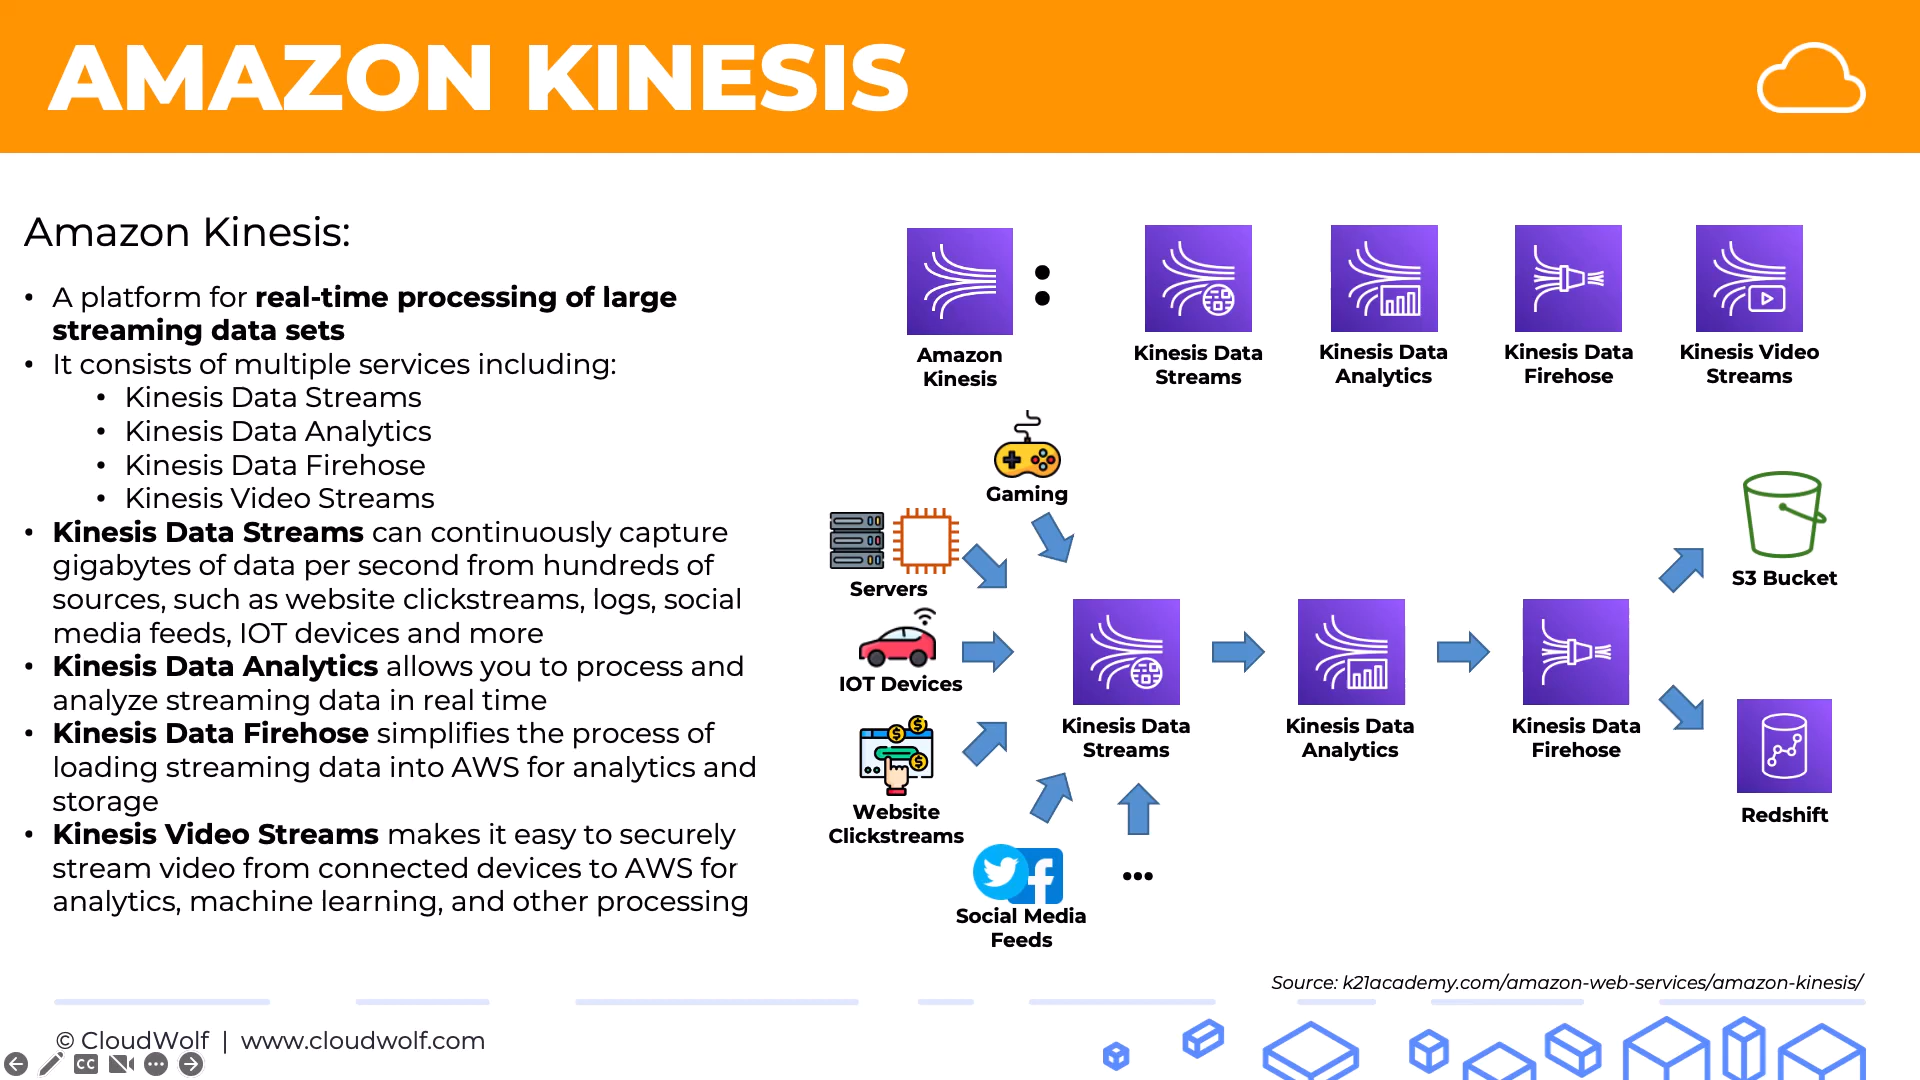 AMAZON KINESIS
Amazon Kinesis:
• A platform for real-time processing of large
streaming data sets
• It consists of multiple services including:
• Kinesis Data Streams
• Kinesis Data Analytics
• Kinesis Data Firehose
• Kinesis Video Streams
• Kinesis Data Streams can continuously capture
gigabytes of data per second from hundreds of
sources, such as website clickstreams, logs, social
media feeds, IOT devices and more
• Kinesis Data Analytics allows you to process and
analyze streaming data in real time
• Kinesis Data Firehose simplifies the process of
loading streaming data into AWS for analytics and
storage
• Kinesis Video Streams makes it easy to securely
stream video from connected devices to AWS for
analytics, machine learning, and other processing
Amazon
Kinesis
:
Kinesis Data
Streams
Kinesis Data
Analytics
Kinesis Data
Firehose
Kinesis Video
Streams
Gaming
Servers
IOT Devices
Website
Clickstreams
Social Media
Feeds
...
Kinesis Data
Streams
Kinesis Data
Analytics
Kinesis Data
Firehose
S3 Bucket
Redshift
Source: k21academy.com/amazon-web-services/amazon-kinesis/
© CloudWolf | www.cloudwolf.com
CC